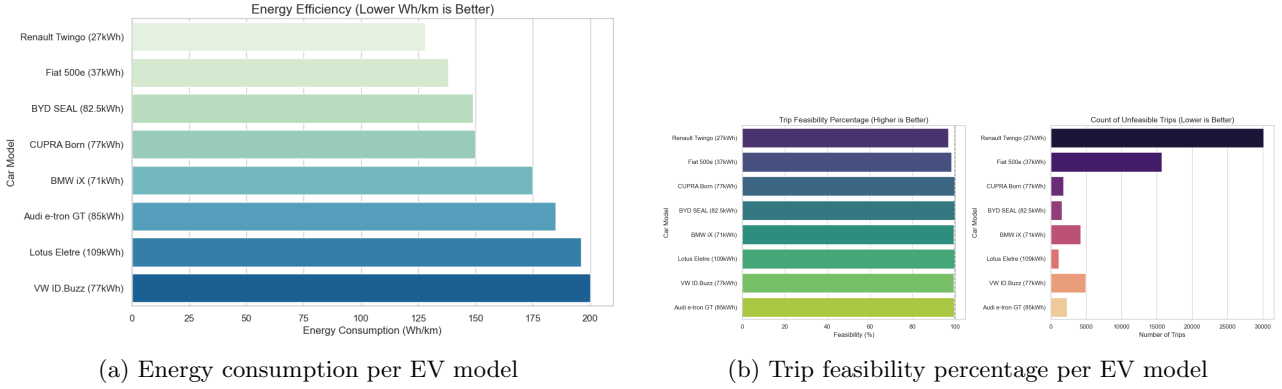 Energy Efficiency (Lower Wh/km is Better)
Car Model
Renault Twingo (27kWh)
Fiat 500e (37kWh)
BYD SEAL (82.5kWh)
CUPRA Born (77kWh)
BMW iX (71kWh)
Audi e-tron GT (85kWh)
Lotus Eletre (109kWh)
VW ID.Buzz (77kWh)
0 25 50 75 100 125 150 175 200
Energy Consumption (Wh/km)
(a) Energy consumption per EV model
Trip Feasibility Percentage (Higher is Better)
Car Model
Renault Twingo (27kWh)
Fiat 500e (37kWh)
CUPRA Born (77kWh)
BYD SEAL (82.5kWh)
BMW iX (71kWh)
Lotus Eletre (109kWh)
VW ID.Buzz (77kWh)
Audi e-tron GT (85kWh)
0 20 40 60 80 100
Feasibility (%)
Count of Unfeasible Trips (Lower is Better)
Car Model
Renault Twingo (27kWh)
Fiat 500e (37kWh)
CUPRA Born (77kWh)
BYD SEAL (82.5kWh)
BMW iX (71kWh)
Lotus Eletre (109kWh)
VW ID.Buzz (77kWh)
Audi e-tron GT (85kWh)
0 5000 10000 15000 20000 25000 30000
Number of Trips
(b) Trip feasibility percentage per EV model